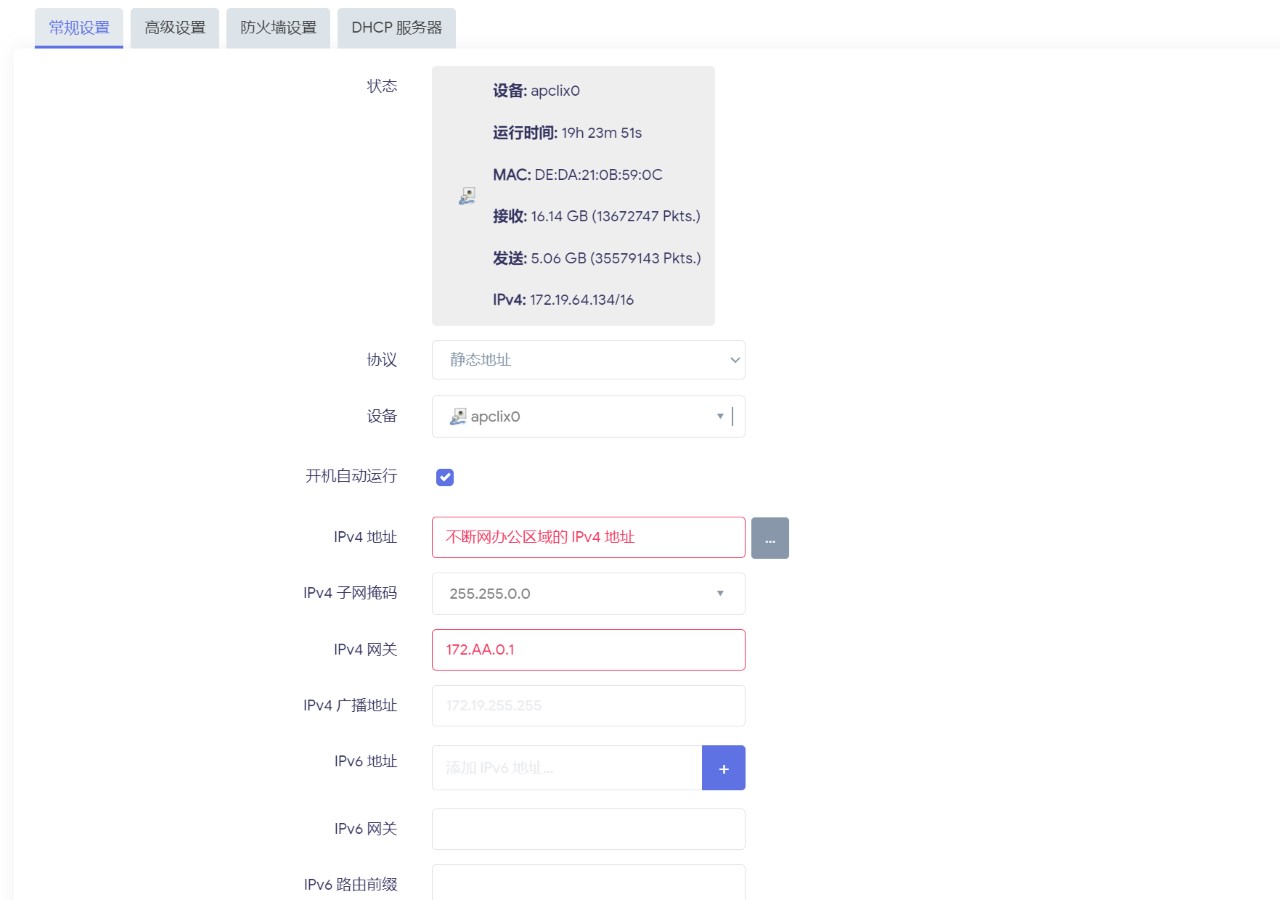 常规设置 高级设置 防火墙设置 DHCP 服务器
状态
设备: apclix0
运行时间: 19h 23m 51s
MAC: DE:DA:21:0B:59:0C
接收: 16.14 GB (13672747 Pkts.)
发送: 5.06 GB (35579143 Pkts.)
IPv4: 172.19.64.134/16
协议 静态地址
设备 apclix0
开机自动运行
IPv4 地址 不断网办公区域的 IPv4 地址 ...
IPv4 子网掩码 255.255.0.0
IPv4 网关 172.AA.0.1
IPv4 广播地址 172.19.255.255
IPv6 地址 添加 IPv6 地址... +
IPv6 网关
IPv6 路由前缀